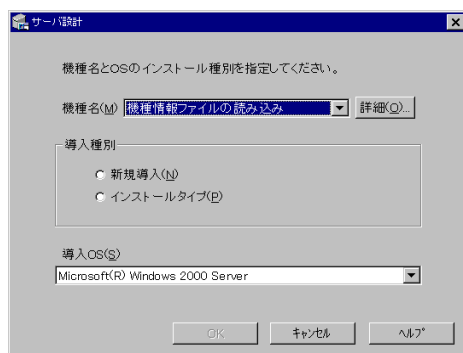 サーバ設計
機種名とOSのインストール種別を指定してください。
機種名(M) 機種情報ファイルの読み込み 詳細(O)...
導入種別
新規導入(N)
インストールタイプ(P)
導入OS(S)
Microsoft(R) Windows 2000 Server
OK キャンセル ヘルプ